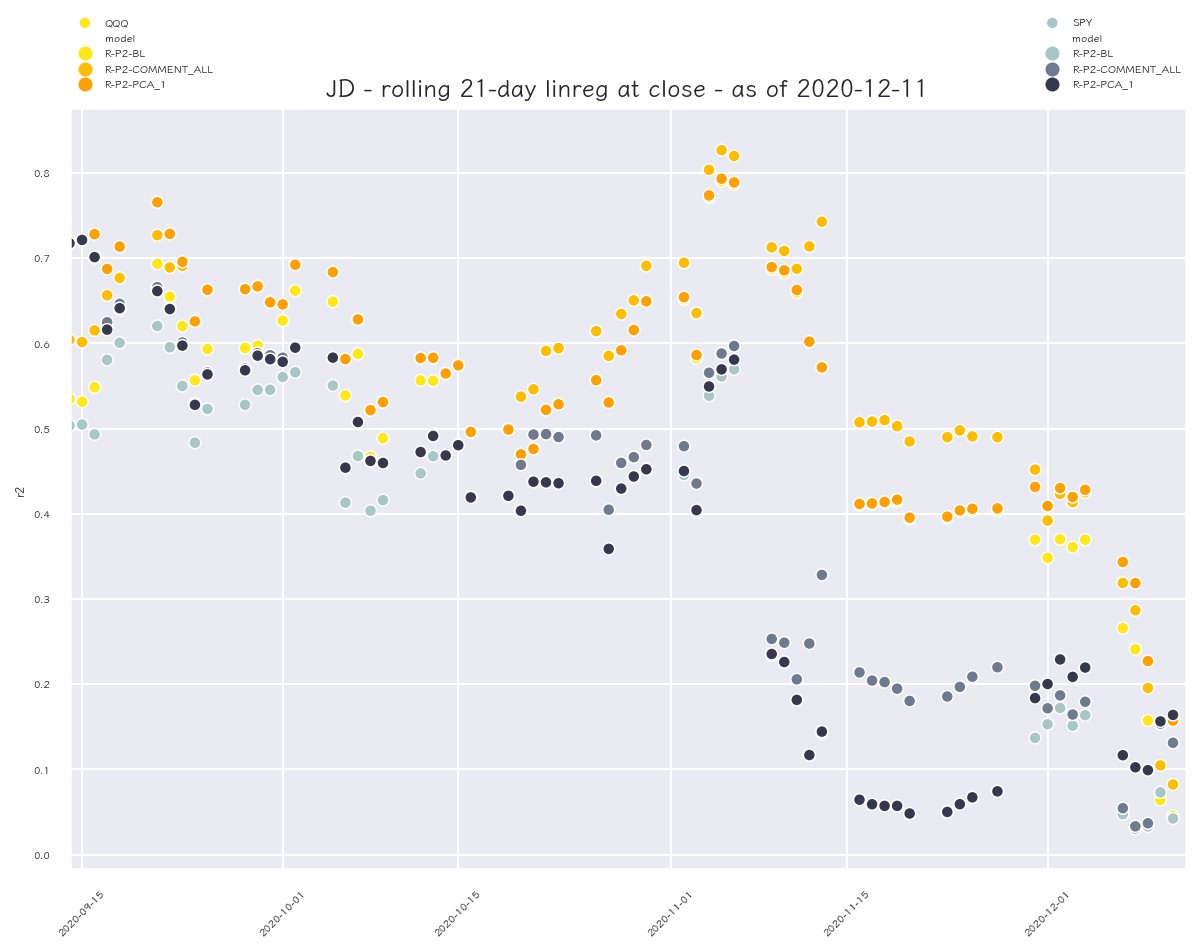 QQQ
model
R-P2-BL
R-P2-COMMENT_ALL
R-P2-PCA_1
SPY
model
R-P2-BL
R-P2-COMMENT_ALL
R-P2-PCA_1
JD - rolling 21-day linreg at close - as of 2020-12-11
0.8
0.7
0.6
0.5
0.4
0.3
0.2
0.1
0.0
r2
2020-09-15
2020-10-01
2020-10-15
2020-11-01
2020-11-15
2020-12-01